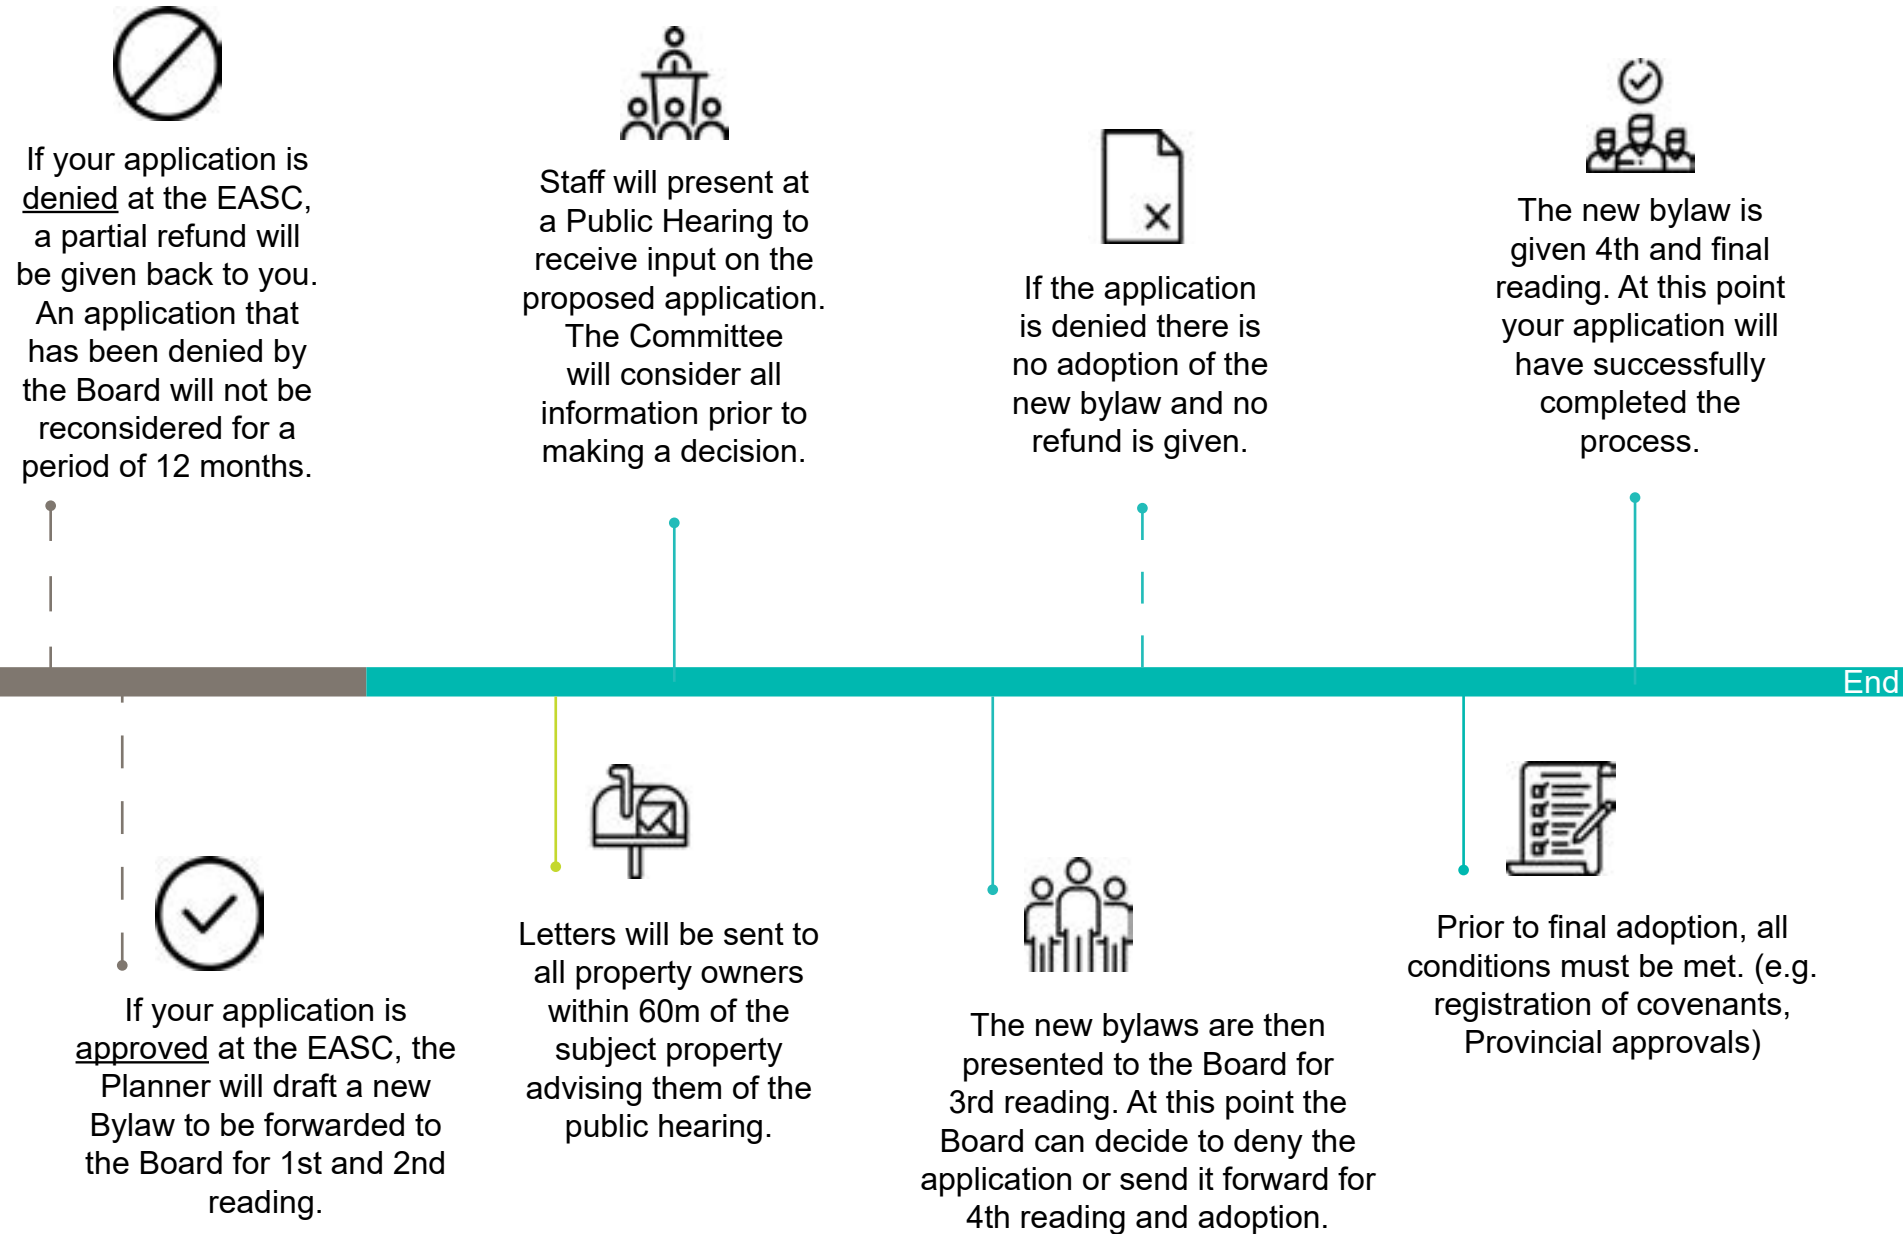 If your application is
denied at the EASC,
a partial refund will
be given back to you.
An application that
has been denied by
the Board will not be
reconsidered for a
period of 12 months.
Staff will present at
a Public Hearing to
receive input on the
proposed application.
The Committee
will consider all
information prior to
making a decision.
If the application
is denied there is
no adoption of the
new bylaw and no
refund is given.
The new bylaw is
given 4th and final
reading. At this point
your application will
have successfully
completed the
process.
End
If your application is
approved at the EASC, the
Planner will draft a new
Bylaw to be forwarded to
the Board for 1st and 2nd
reading.
Letters will be sent to
all property owners
within 60m of the
subject property
advising them of the
public hearing.
The new bylaws are then
presented to the Board for
3rd reading. At this point the
Board can decide to deny the
application or send it forward for
4th reading and adoption.
Prior to final adoption, all
conditions must be met. (e.g.
registration of covenants,
Provincial approvals)